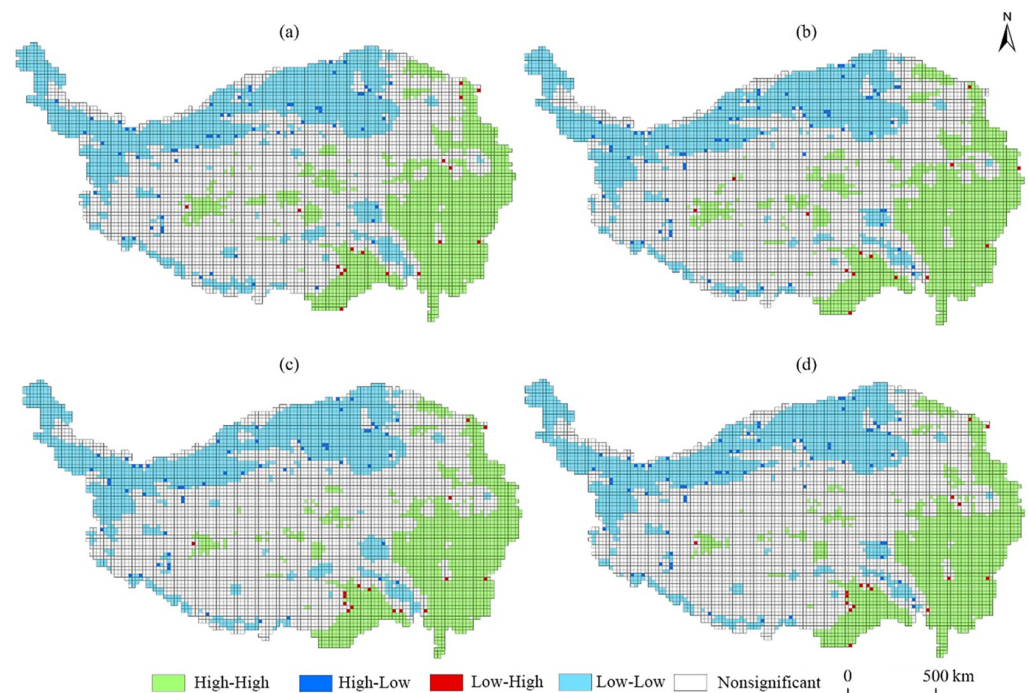 (a)
(b)
N
(c)
(d)
High-High
High-Low
Low-High
Low-Low
Nonsignificant
0
500 km